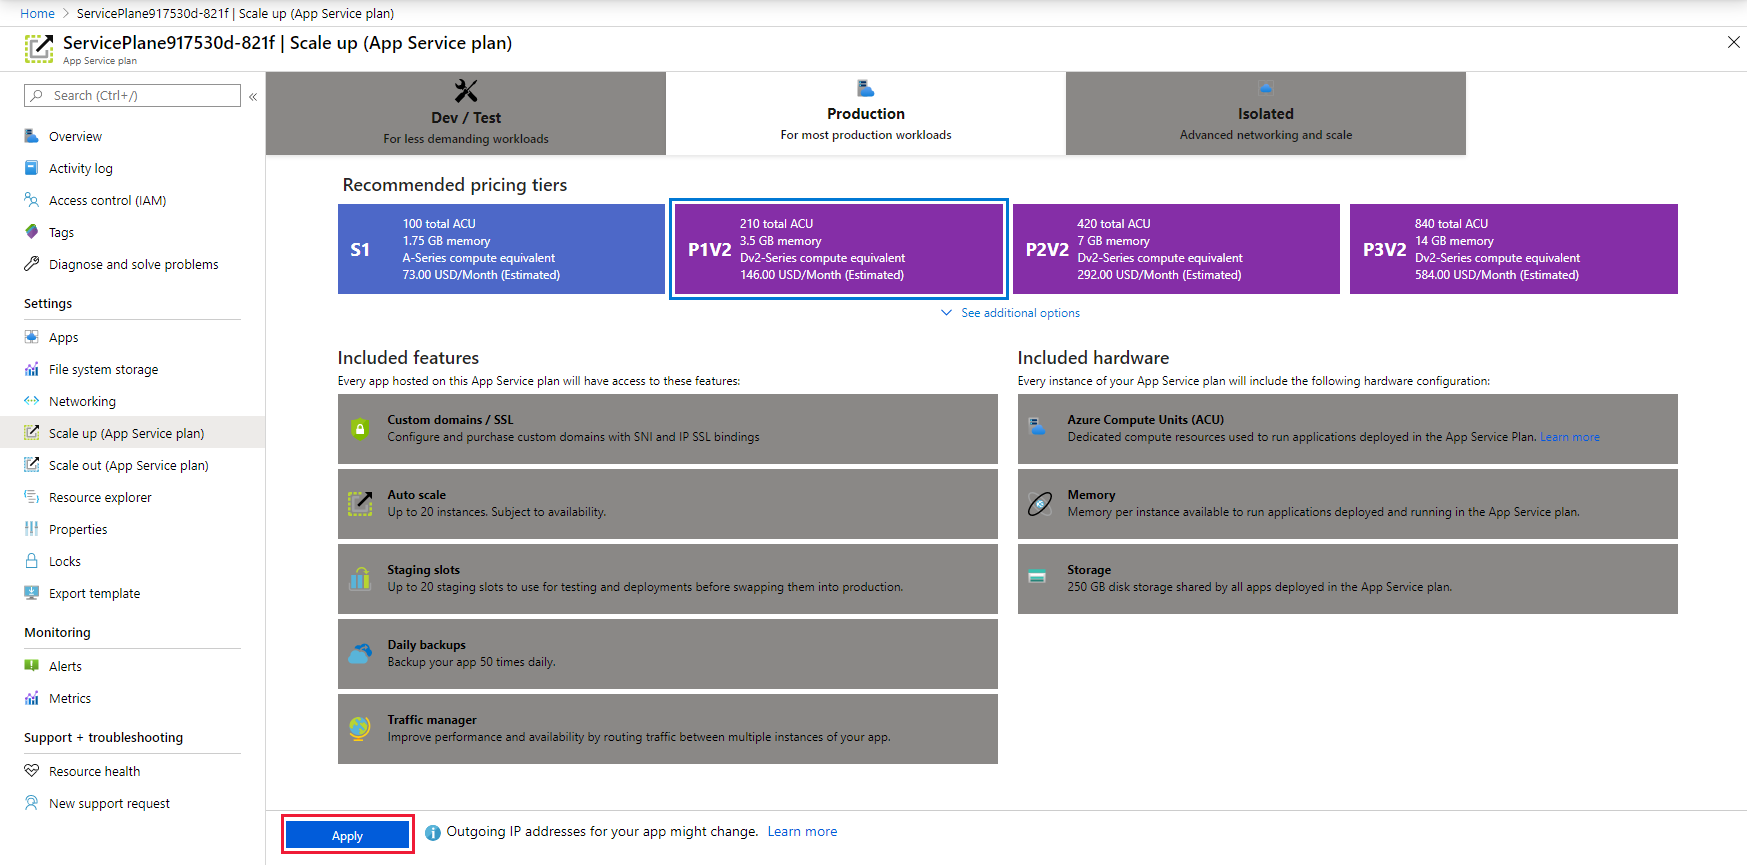 Home > ServicePlane917530d-821f | Scale up (App Service plan)
ServicePlane917530d-821f | Scale up (App Service plan)
App Service plan
Search (Ctrl+/)
«
Overview
Activity log
Access control (IAM)
Tags
Diagnose and solve problems
Settings
Apps
File system storage
Networking
Scale up (App Service plan)
Scale out (App Service plan)
Resource explorer
Properties
Locks
Export template
Monitoring
Alerts
Metrics
Support + troubleshooting
Resource health
New support request
Dev / Test
For less demanding workloads
Production
For most production workloads
Isolated
Advanced networking and scale
Recommended pricing tiers
S1
100 total ACU
1.75 GB memory
A-Series compute equivalent
73.00 USD/Month (Estimated)
P1V2
210 total ACU
3.5 GB memory
Dv2-Series compute equivalent
146.00 USD/Month (Estimated)
P2V2
420 total ACU
7 GB memory
Dv2-Series compute equivalent
292.00 USD/Month (Estimated)
P3V2
840 total ACU
14 GB memory
Dv2-Series compute equivalent
584.00 USD/Month (Estimated)
See additional options
Included features
Every app hosted on this App Service plan will have access to these features:
Custom domains / SSL
Configure and purchase custom domains with SNI and IP SSL bindings
Auto scale
Up to 20 instances. Subject to availability.
Staging slots
Up to 20 staging slots to use for testing and deployments before swapping them into production.
Daily backups
Backup your app 50 times daily.
Traffic manager
Improve performance and availability by routing traffic between multiple instances of your app.
Included hardware
Every instance of your App Service plan will include the following hardware configuration:
Azure Compute Units (ACU)
Dedicated compute resources used to run applications deployed in the App Service Plan. Learn more
Memory
Memory per instance available to run applications deployed and running in the App Service plan.
Storage
250 GB disk storage shared by all apps deployed in the App Service plan.
Apply
Outgoing IP addresses for your app might change. Learn more